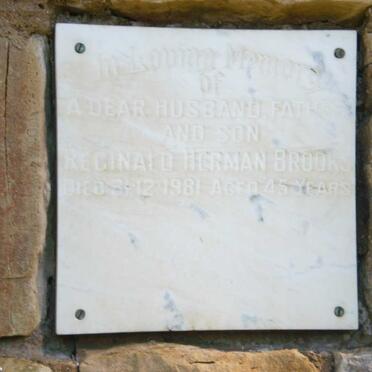 In Loving Memory
of
A DEAR HUSBAND, FATHER
AND SON
REGINALD HERMAN BROOKS
DIED 3-12-1981 AGED 45 YEARS